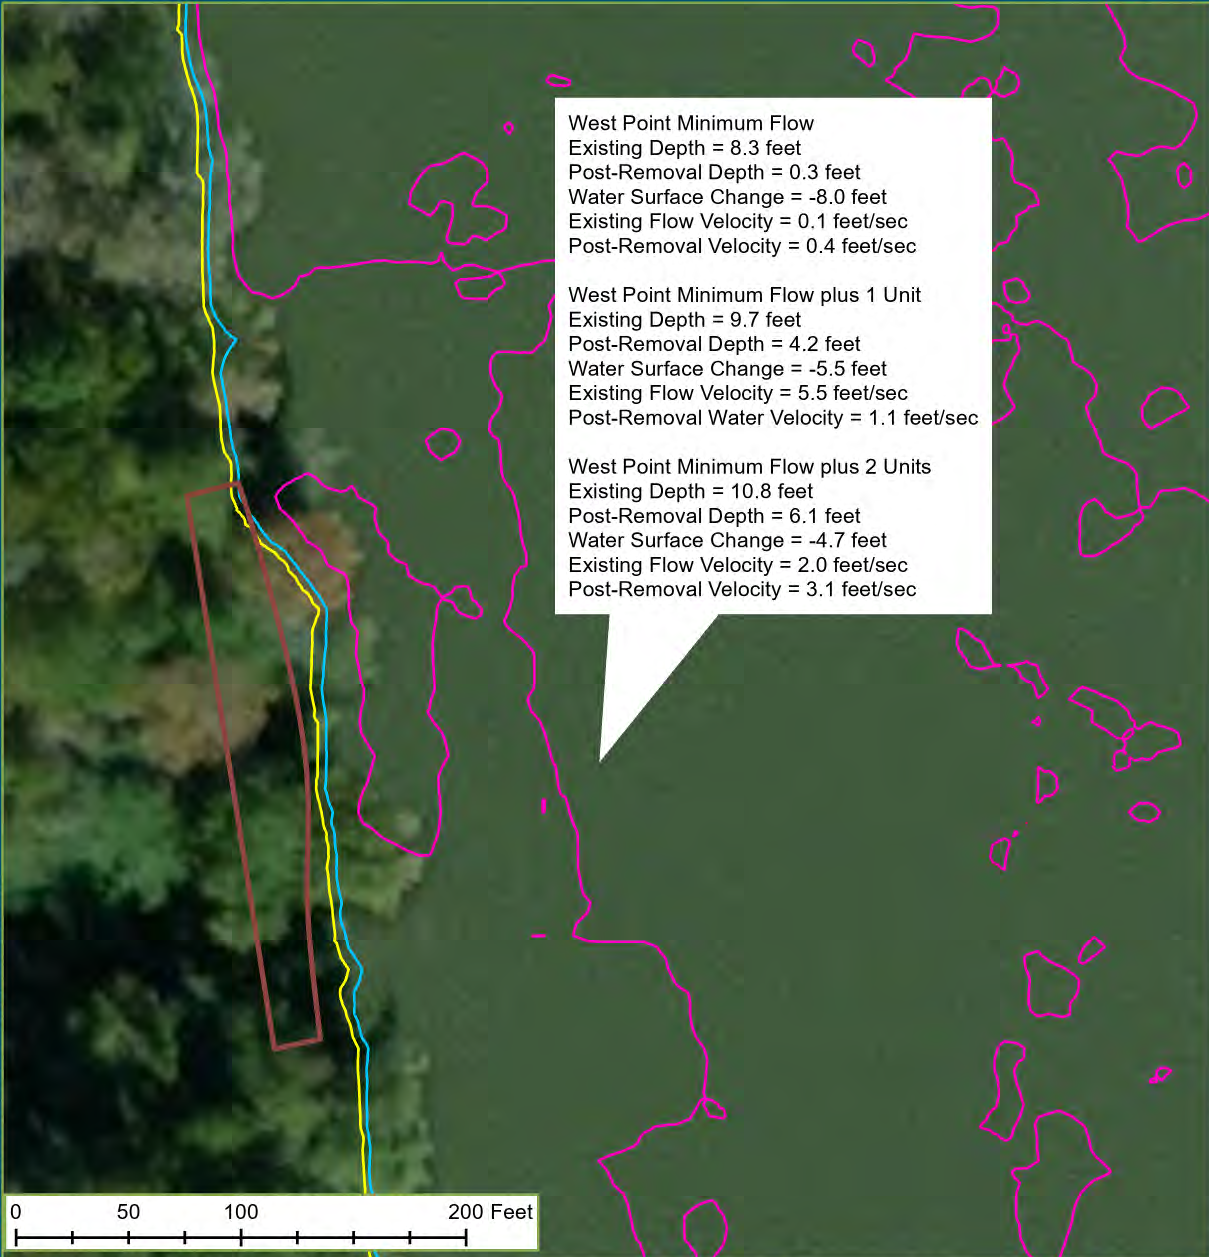 West Point Minimum Flow
Existing Depth = 8.3 feet
Post-Removal Depth = 0.3 feet
Water Surface Change = -8.0 feet
Existing Flow Velocity = 0.1 feet/sec
Post-Removal Velocity = 0.4 feet/sec
West Point Minimum Flow plus 1 Unit
Existing Depth = 9.7 feet
Post-Removal Depth = 4.2 feet
Water Surface Change = -5.5 feet
Existing Flow Velocity = 5.5 feet/sec
Post-Removal Water Velocity = 1.1 feet/sec
West Point Minimum Flow plus 2 Units
Existing Depth = 10.8 feet
Post-Removal Depth = 6.1 feet
Water Surface Change = -4.7 feet
Existing Flow Velocity = 2.0 feet/sec
Post-Removal Velocity = 3.1 feet/sec
0 50 100 200 Feet